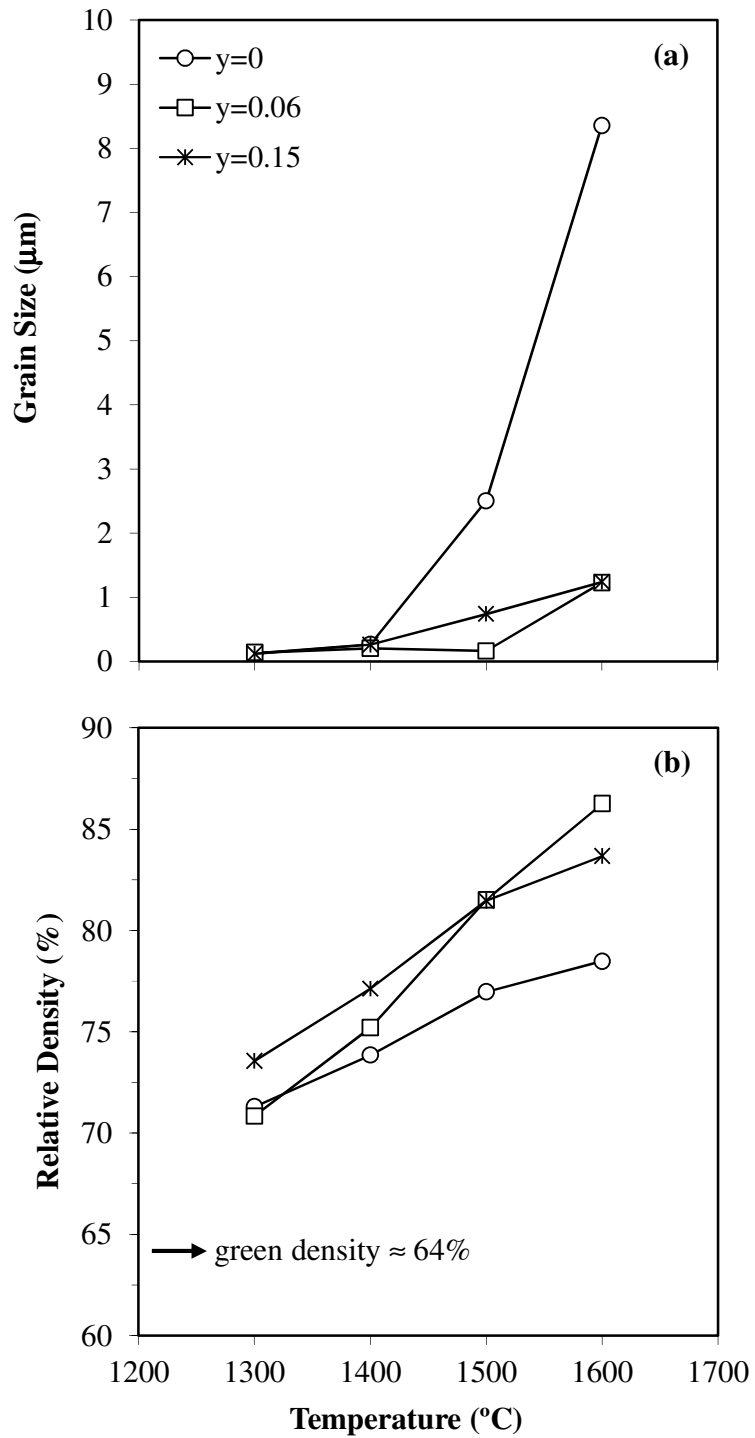 10
(a)
y=0
9
y=0.06
8
y=0.15
7
6
5
4
3
2
1
0
Grain Size (μm)
90
(b)
85
80
75
70
65
60
green density ≈ 64%
Relative Density (%)
1200 1300 1400 1500 1600 1700
Temperature (ºC)